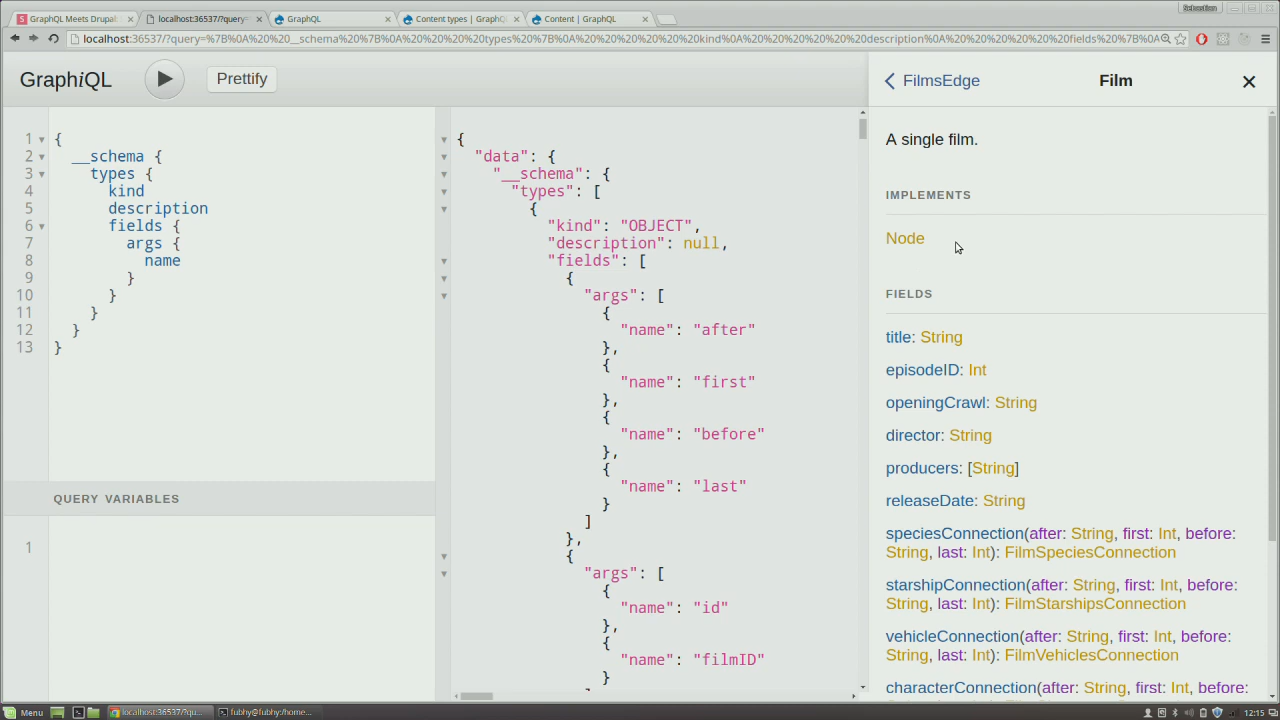 Sebastian
GraphQL Meets Drupal
localhost:36537/?query=
GraphQL
Content types | GraphQL
Content | GraphQL
localhost:36537/?query=%7B%0A%20%20__schema%20%7B%0A%20%20%20%20types%20%7B%0A%20%20%20%20%20%20kind%0A%20%20%20%20%20%20description%0A%20%20%20%20%20%20fields%20%7B%0A
GraphiQL
Prettify
FilmsEdge
Film
1 {
2 __schema {
3 types {
4 kind
5 description
6 fields {
7 args {
8 name
9 }
10 }
11 }
12 }
13 }
QUERY VARIABLES
1
{
"data": {
"__schema": {
"types": [
{
"kind": "OBJECT",
"description": null,
"fields": [
{
"args": [
{
"name": "after"
},
{
"name": "first"
},
{
"name": "before"
},
{
"name": "last"
}
]
},
{
"args": [
{
"name": "id"
},
{
"name": "filmID"
}
A single film.
IMPLEMENTS
Node
FIELDS
title: String
episodeID: Int
openingCrawl: String
director: String
producers: [String]
releaseDate: String
speciesConnection(after: String, first: Int, before:
String, last: Int): FilmSpeciesConnection
starshipConnection(after: String, first: Int, before:
String, last: Int): FilmStarshipsConnection
vehicleConnection(after: String, first: Int, before:
String, last: Int): FilmVehiclesConnection
characterConnection(after: String, first: Int, before:
Menu
localhost:36537/?qu...
fubhy@fubhy:/home...
12:15